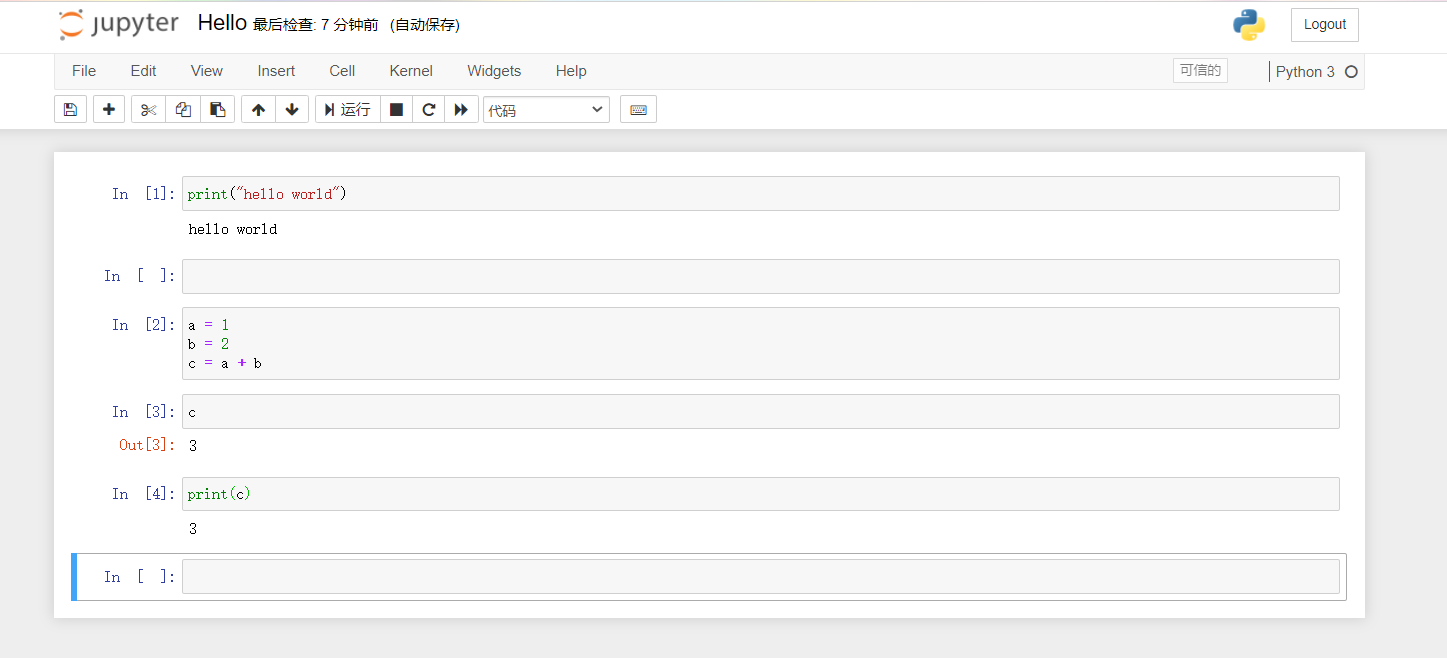 jupyter Hello 最后检查: 7 分钟前 (自动保存)
Logout
File Edit View Insert Cell Kernel Widgets Help
可信的
Python 3
运行
代码
In [1]: print("hello world")
hello world
In [ ]:
In [2]: a = 1
b = 2
c = a + b
In [3]: c
Out[3]: 3
In [4]: print(c)
3
In [ ]: